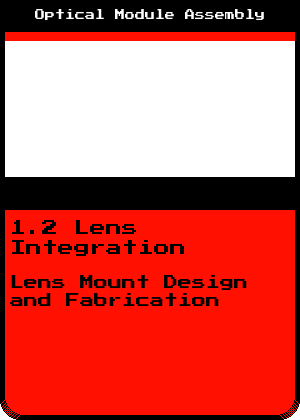 Optical Module Assembly
1.2 Lens
Integration
Lens Mount Design
and Fabrication